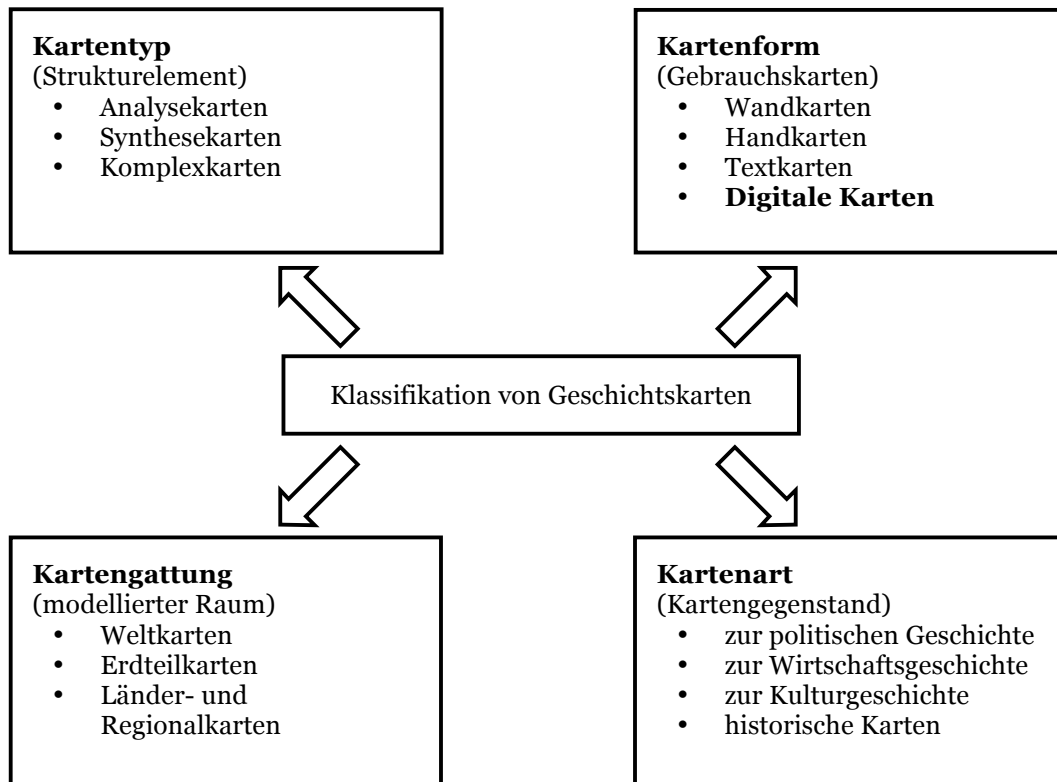 Kartentyp
(Strukturelement)
• Analysekarten
• Synthesekarten
• Komplexkarten
Kartenform
(Gebrauchskarten)
• Wandkarten
• Handkarten
• Textkarten
• Digitale Karten
Klassifikation von Geschichtskarten
Kartengattung
(modellierter Raum)
• Weltkarten
• Erdteilkarten
• Länder- und
Regionalkarten
Kartenart
(Kartengegenstand)
• zur politischen Geschichte
• zur Wirtschaftsgeschichte
• zur Kulturgeschichte
• historische Karten